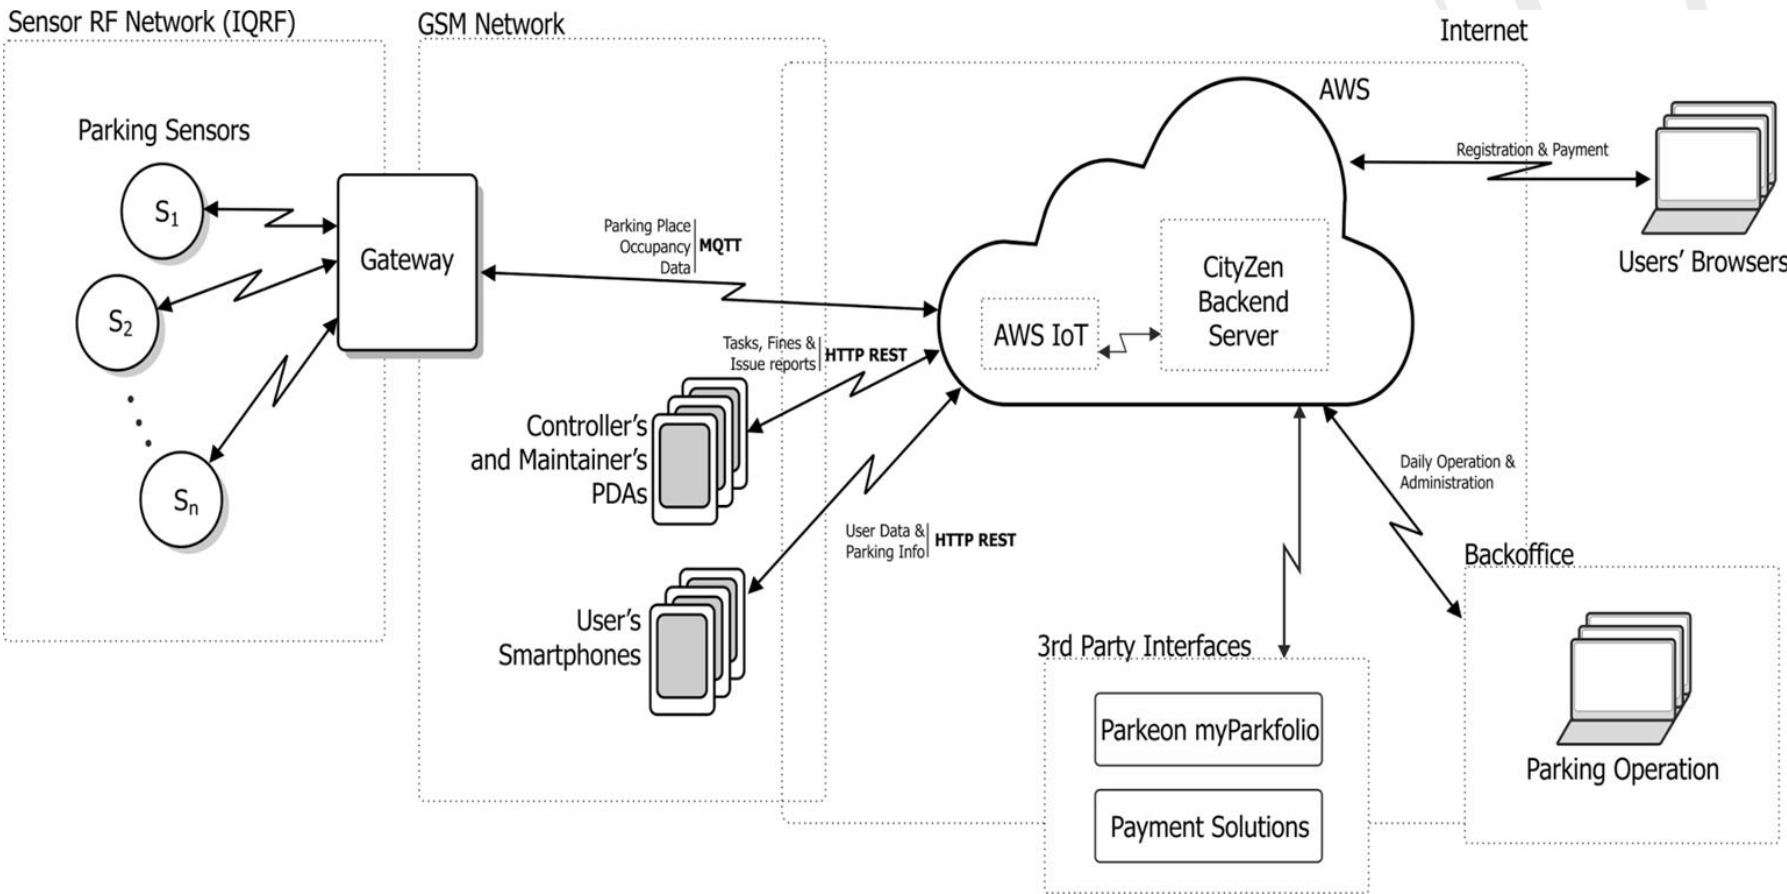 Sensor RF Network (IQRF)
GSM Network
Internet
AWS
Parking Sensors
S1
S2
Sn
Gateway
Parking Place
Occupancy
Data
MQTT
Tasks, Fines &
Issue reports
HTTP REST
Controller's
and Maintainer's
PDAs
User Data &
Parking Info
HTTP REST
User's
Smartphones
AWS IoT
CityZen
Backend
Server
Registration & Payment
Users' Browsers
Daily Operation &
Administration
Backoffice
Parking Operation
3rd Party Interfaces
Parkeon myParkfolio
Payment Solutions